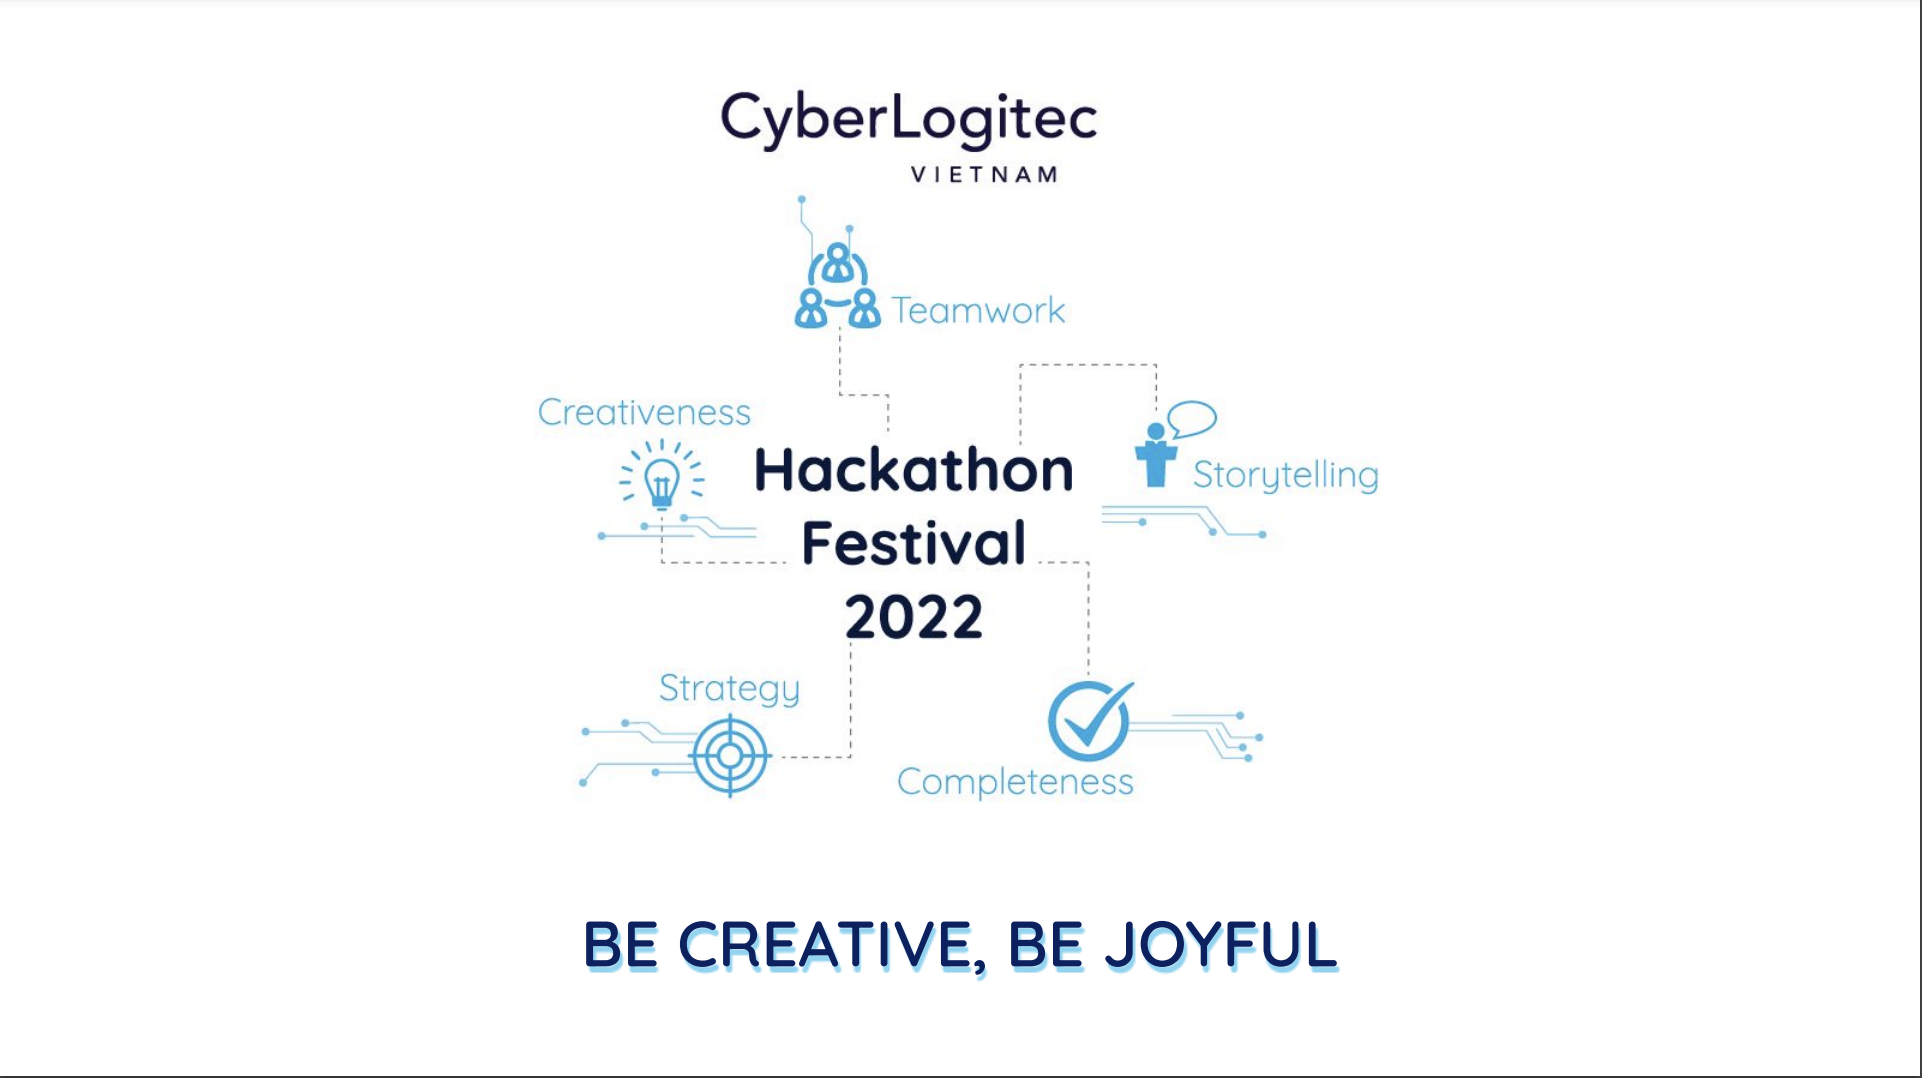 CyberLogitec
VIETNAM
Teamwork
Creativeness
Storytelling
Hackathon
Festival
2022
Strategy
Completeness
BE CREATIVE, BE JOYFUL